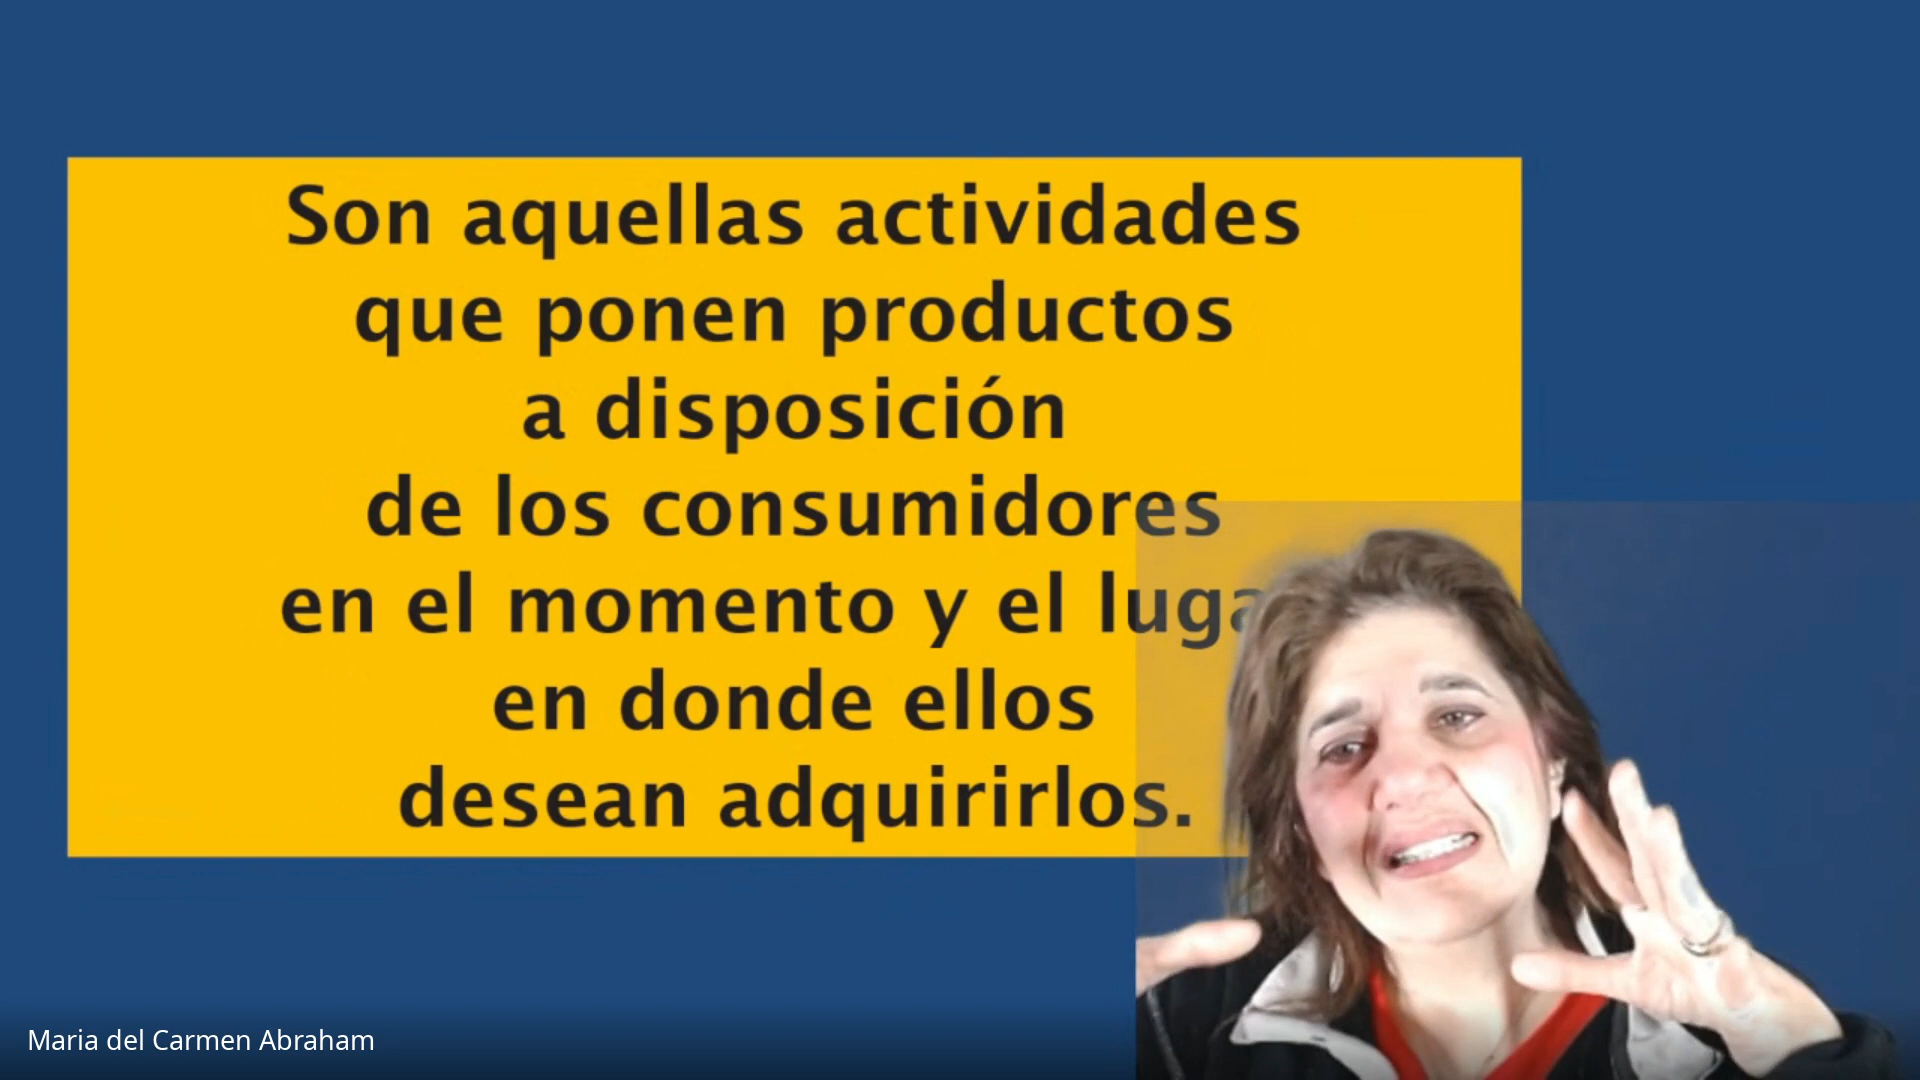 Son aquellas actividades
que ponen productos
a disposición
de los consumidores
en el momento y el
en donde ellos
desean adquirirlos.
Maria del Carmen Abraham